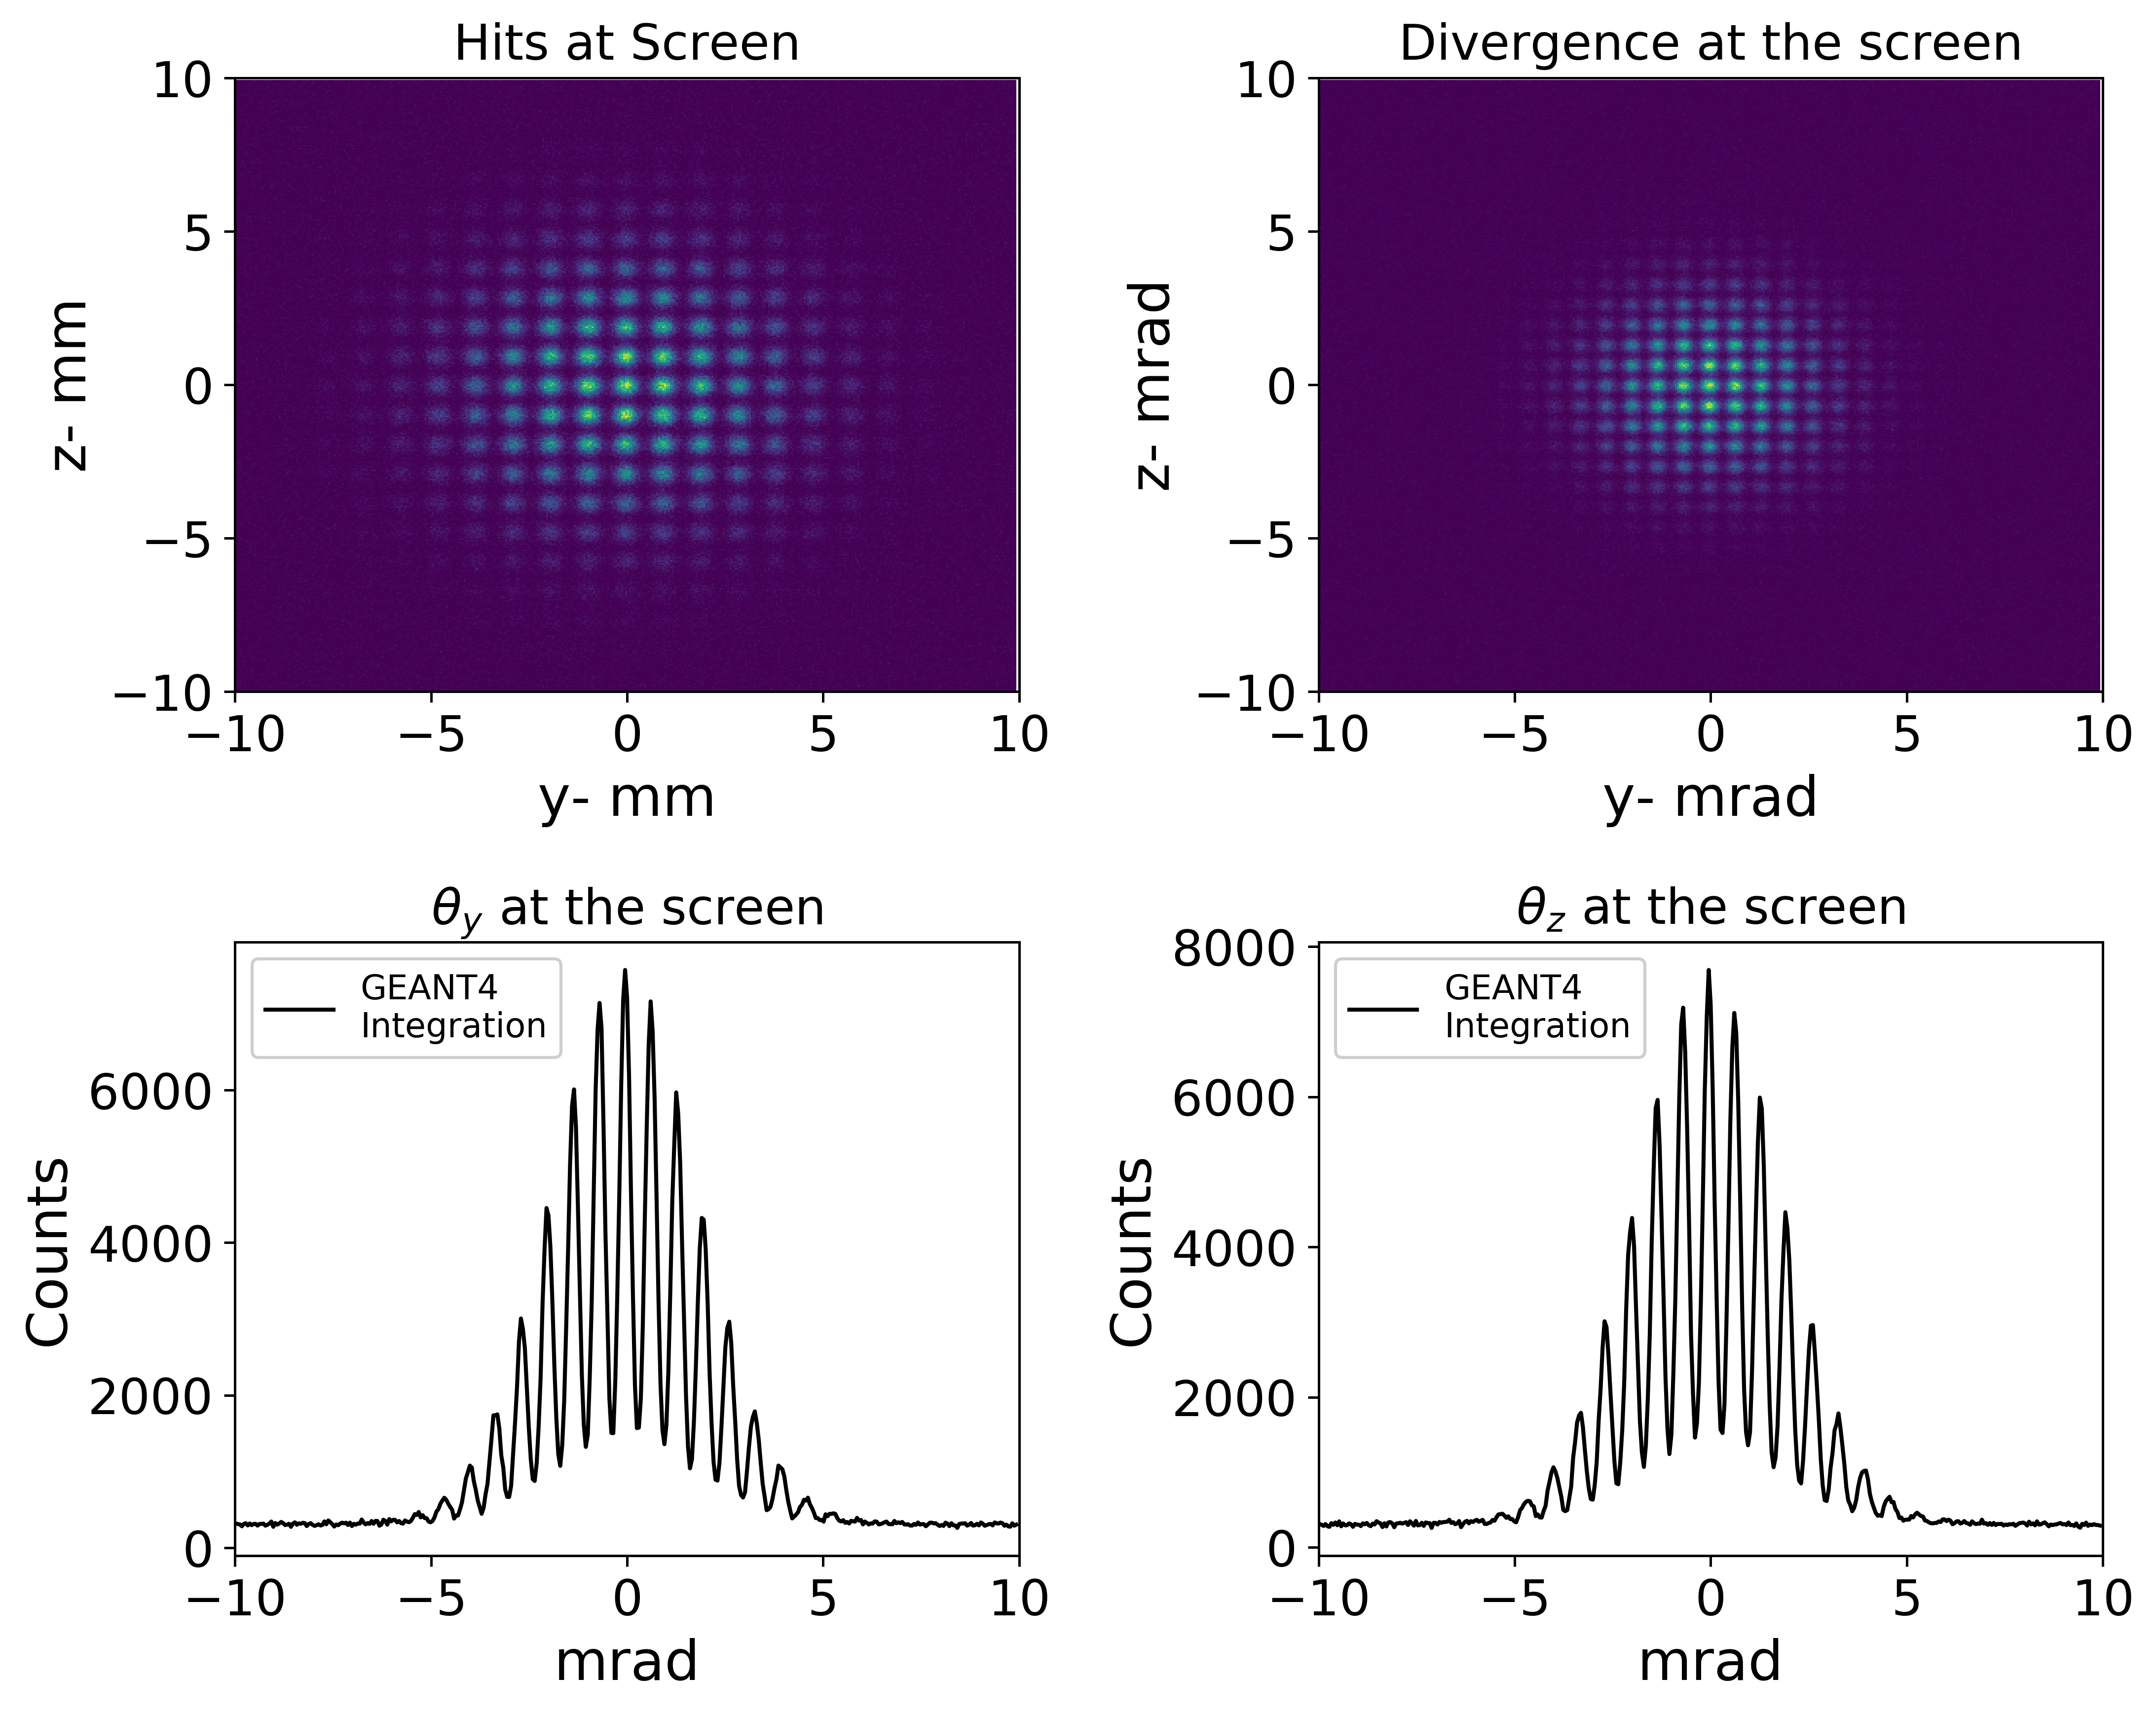 Hits at Screen
10
5
0
−5
−10
z- mm
−10 −5 0 5 10
y- mm
Divergence at the screen
10
5
0
−5
−10
z- mrad
−10 −5 0 5 10
y- mrad
θy at the screen
GEANT4
Integration
6000
4000
2000
0
Counts
−10 −5 0 5 10
mrad
θz at the screen
GEANT4
Integration
8000
6000
4000
2000
0
Counts
−10 −5 0 5 10
mrad